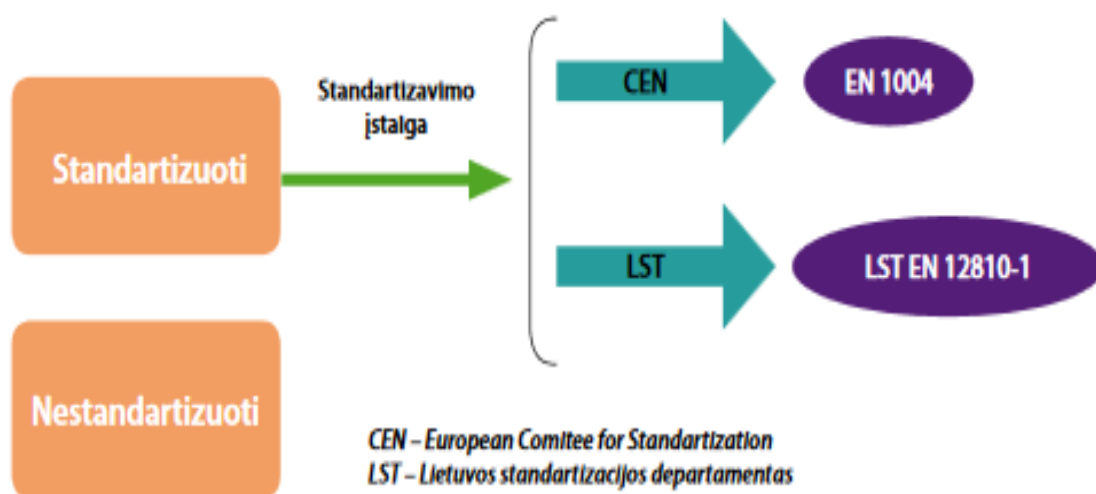 Standartizuoti
Standartizavimo
įstalga
CEN
EN 1004
LST
LST EN 12810-1
Nestandartizuoti
CEN – European Comitee for Standartization
LST – Lietuvos standartizacijos departamentas